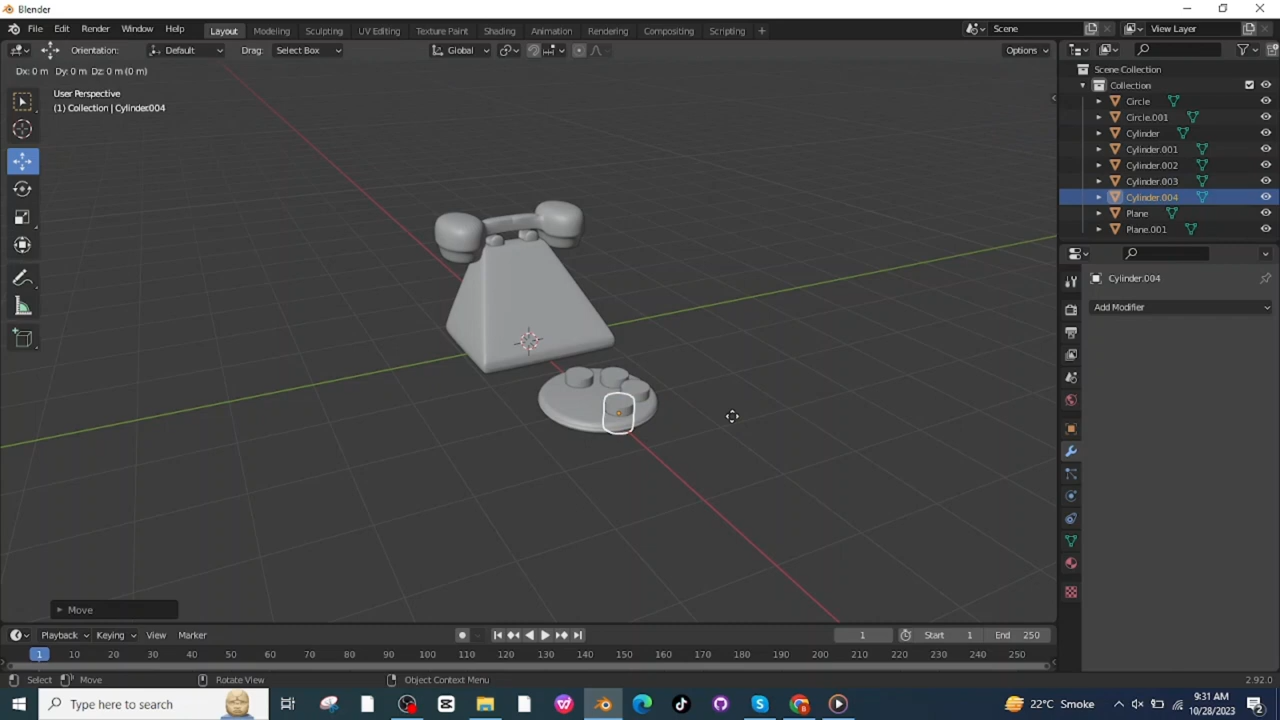 Blender
File Edit Render Window Help
Layout Modeling Sculpting UV Editing Texture Paint Shading Animation Rendering Compositing Scripting +
Scene
View Layer
Orientation: Default Drag: Select Box Global Options
Dx: 0 m Dy: 0 m Dz: 0 m (0 m)
User Perspective
(1) Collection | Cylinder.004
Scene Collection
Collection
Circle
Circle.001
Cylinder
Cylinder.001
Cylinder.002
Cylinder.003
Cylinder.004
Plane
Plane.001
Cylinder.004
Add Modifier
Move
Playback Keying View Marker 1 Start 1 End 250
1 10 20 30 40 50 60 70 80 90 100 110 120 130 140 150 160 170 180 190 200 210 220 230 240 250
Select Move Rotate View Object Context Menu 2.92.0
Type here to search
22°C Smoke
9:31 AM
10/28/2023
2